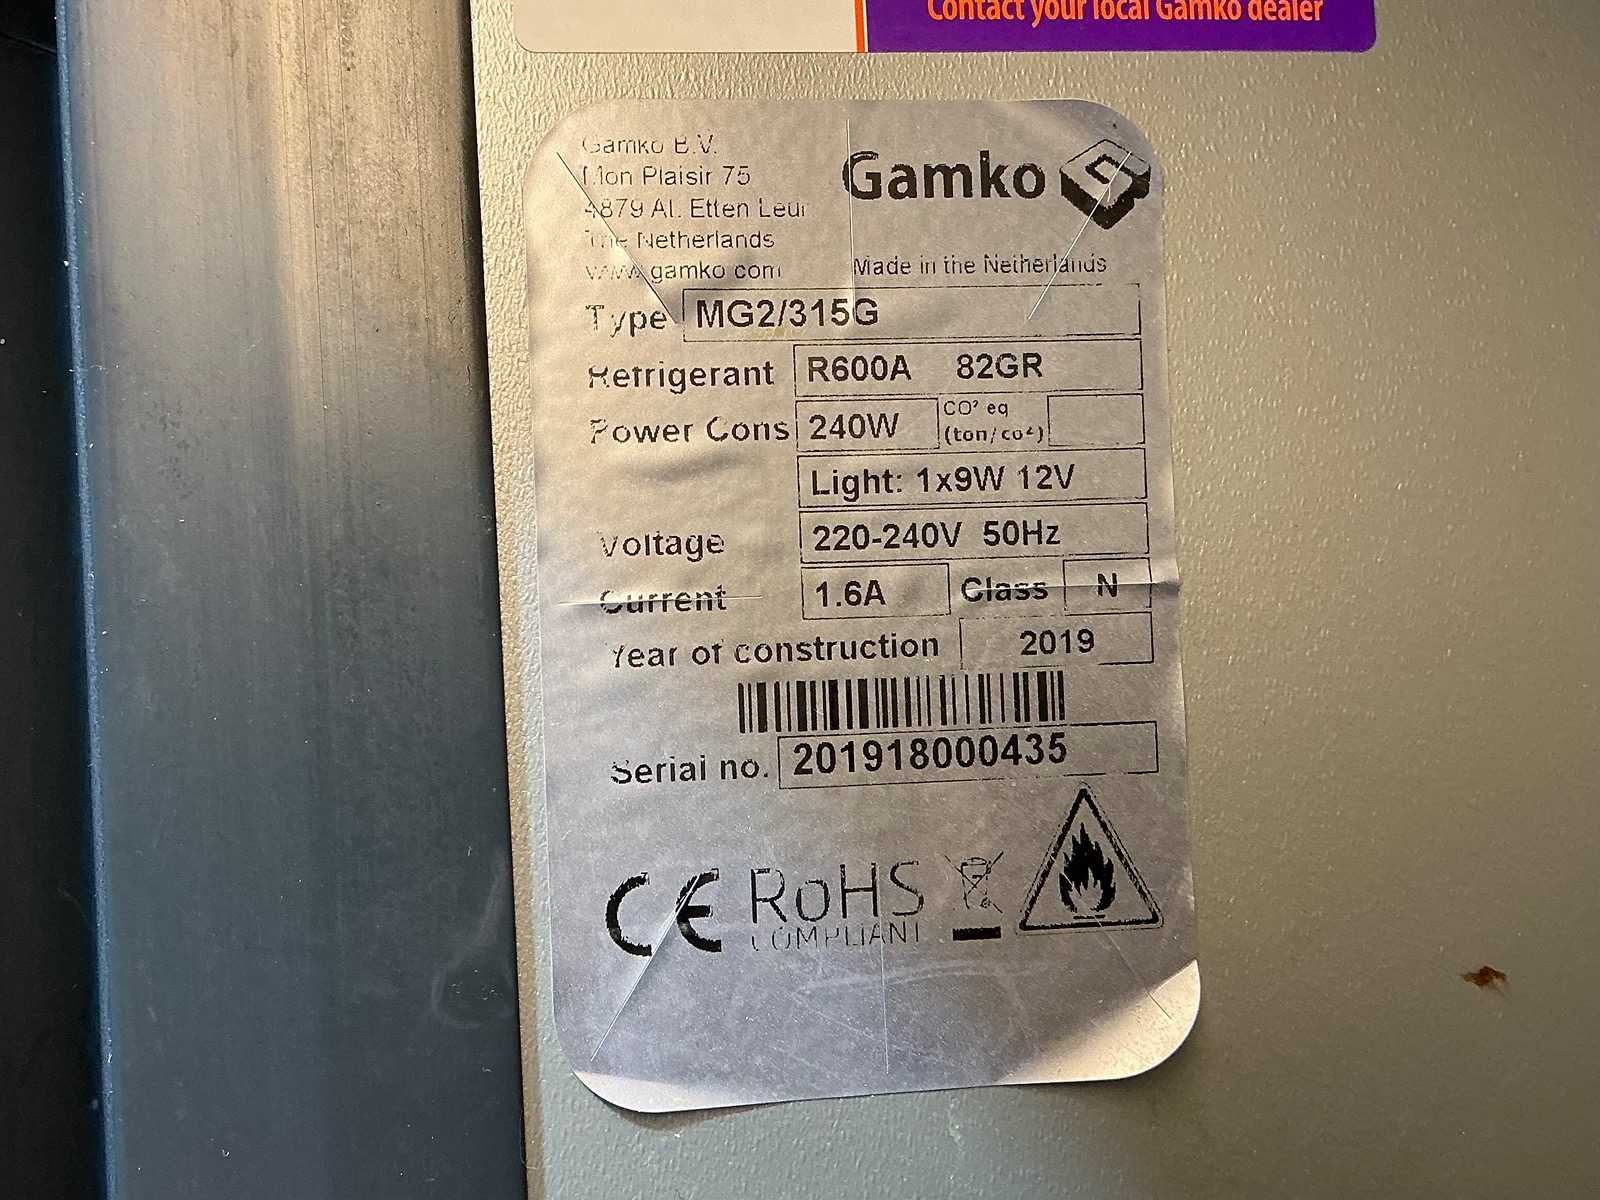 Contact your local Gamko dealer
Gamko B.V.
Mon Plaisir 75
4879 AL Etten Leur
The Netherlands
www.gamko.com
Gamko
Made in the Netherlands
Type MG2/315G
Refrigerant R600A 82GR
Power Cons 240W CO² eq (ton/co²)
Light: 1x9W 12V
Voltage 220-240V 50Hz
Current 1.6A Class N
Year of construction 2019
Serial no. 201918000435
CE RoHS
COMPLIANT